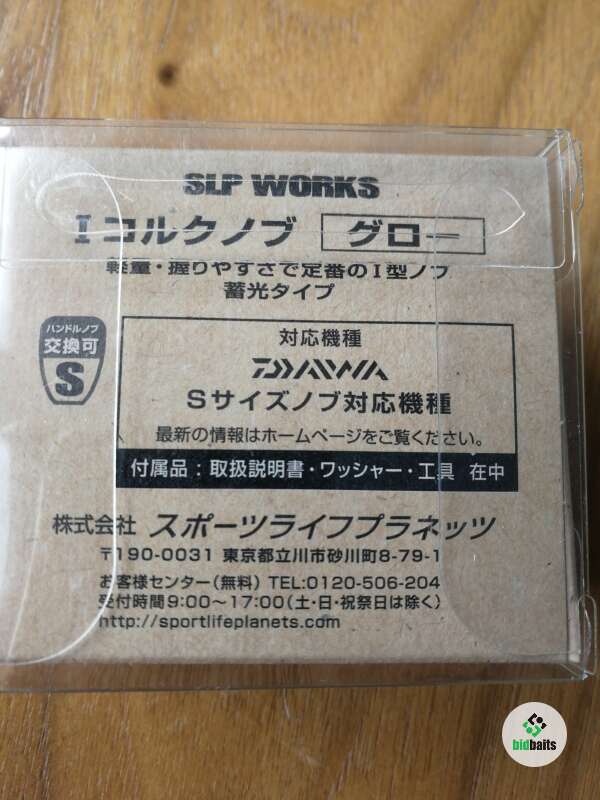 SLP WORKS
Iコルクノブ グロー
軽量・握りやすさで定番のI型ノブ
蓄光タイプ
ハンドルノブ
交換可
S
対応機種
DAIWA
Sサイズノブ対応機種
最新の情報はホームページをご覧ください。
付属品：取扱説明書・ワッシャー・工具 在中
株式会社 スポーツライフプラネッツ
〒190-0031 東京都立川市砂川町8-79-1
お客様センター(無料) TEL:0120-506-204
受付時間9:00〜17:00(土・日・祝祭日は除く)
http://sportlifeplanets.com
bidbaits